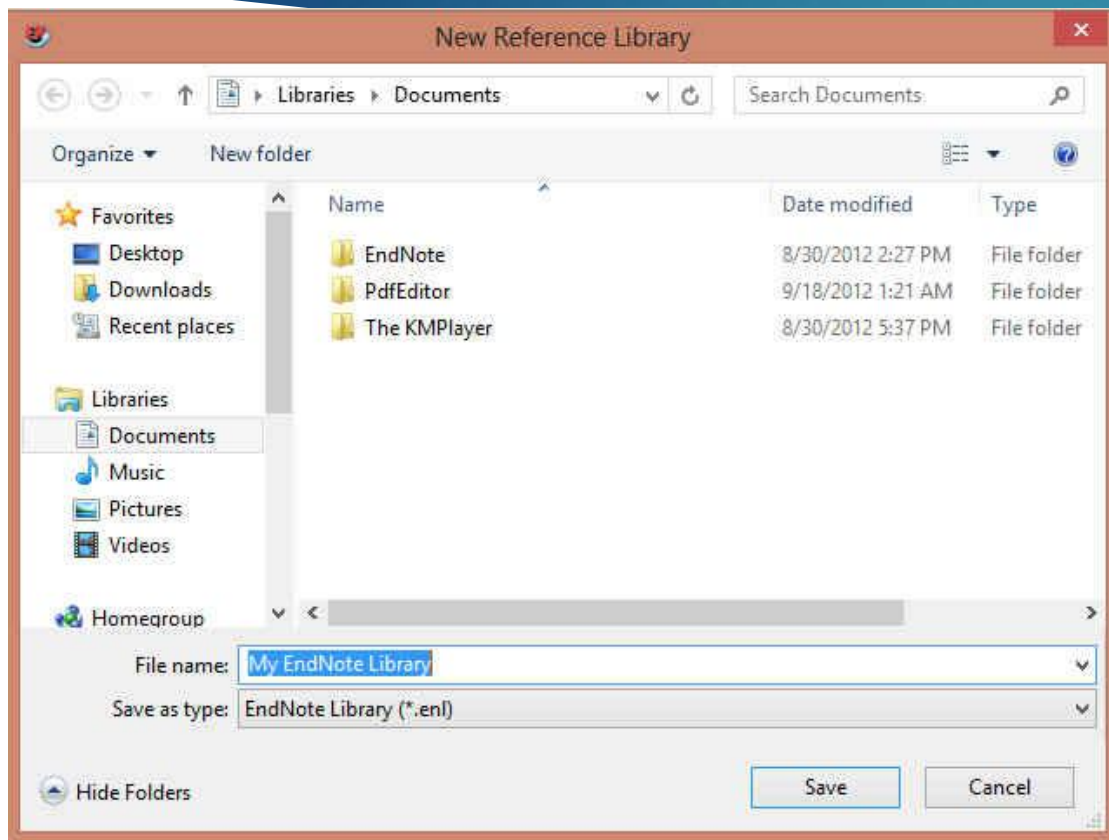 New Reference Library
Libraries Documents Search Documents
Organize New folder
Name Date modified Type
Favorites
Desktop
Downloads
Recent places
Libraries
Documents
Music
Pictures
Videos
Homegroup
EndNote 8/30/2012 2:27 PM File folder
PdfEditor 9/18/2012 1:21 AM File folder
The KMPlayer 8/30/2012 5:37 PM File folder
File name: My EndNote Library
Save as type: EndNote Library (*.enl)
Hide Folders Save Cancel